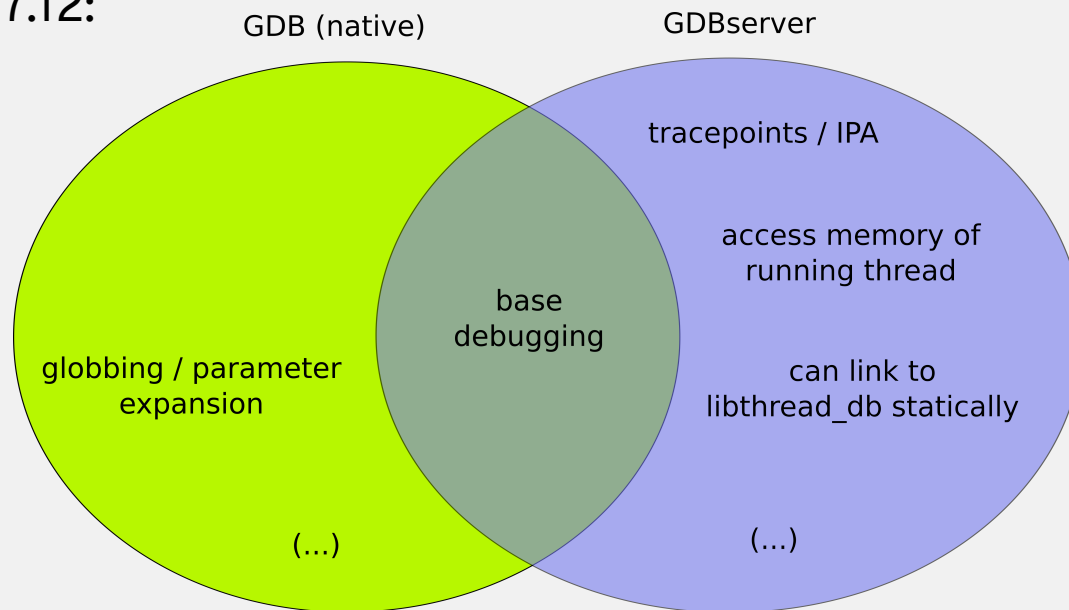 7.12:
GDB (native)
GDBserver
tracepoints / IPA
access memory of
running thread
base
debugging
globbing / parameter
expansion
can link to
libthread_db statically
(...)
(...)